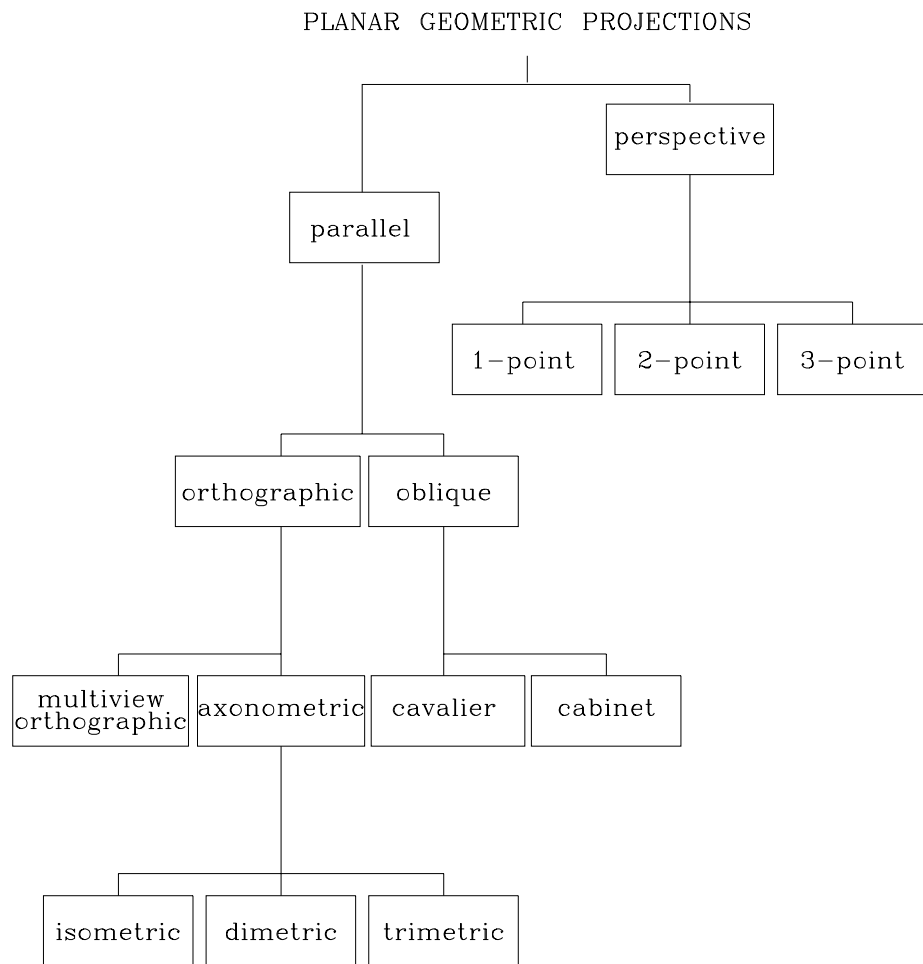 PLANAR GEOMETRIC PROJECTIONS
perspective
parallel
1-point
2-point
3-point
orthographic
oblique
multiview
orthographic
axonometric
cavalier
cabinet
isometric
dimetric
trimetric